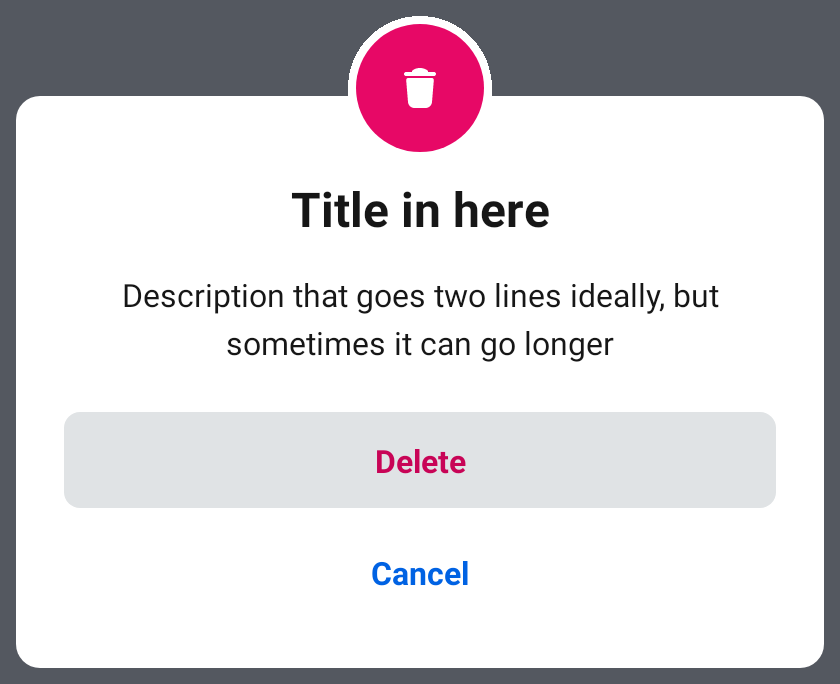 Title in here
Description that goes two lines ideally, but
sometimes it can go longer
Delete
Cancel